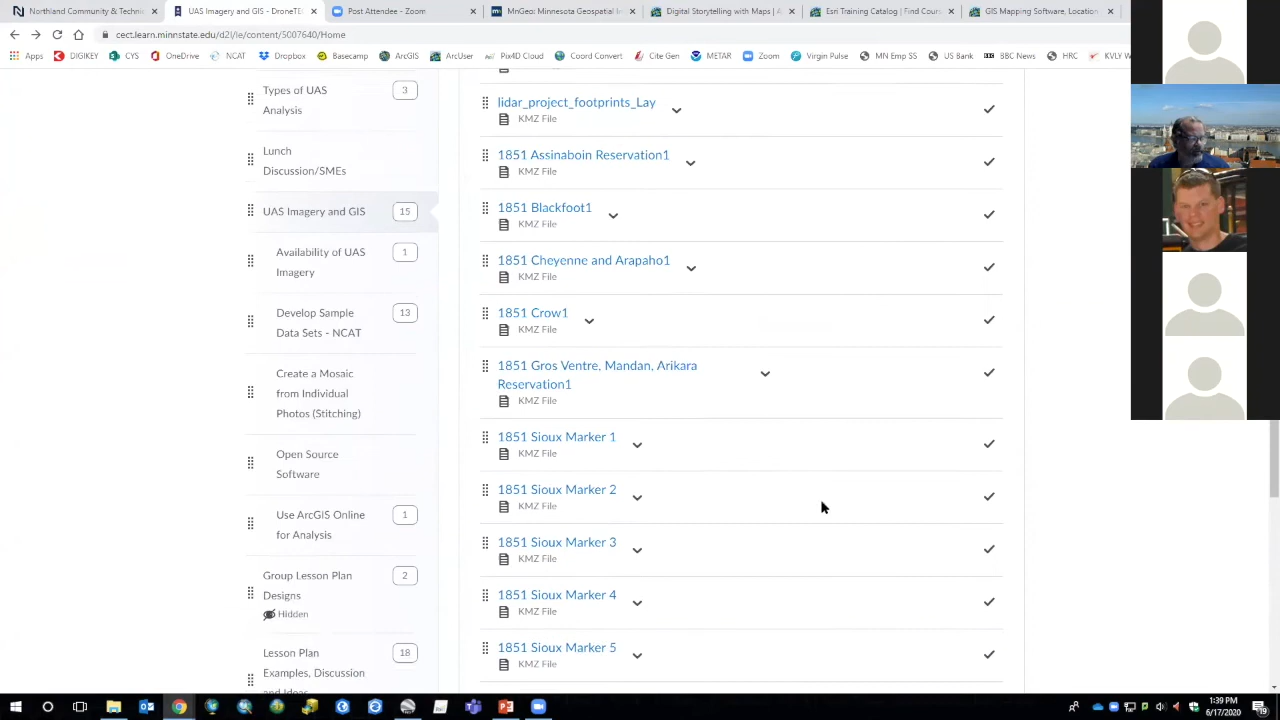 Northland Community & Technic
UAS Imagery and GIS - DroneTE
Post Attendee - Zoom
MnGeo: Minnesota Geospatial In
Digital Storytelling with Maps | A
Esri Training Catalog | Find Cour
GIS Mapping Software, Location
cect.learn.minnstate.edu/d2l/le/content/5007640/Home
Apps
DIGIKEY
CYS
OneDrive
NCAT
Dropbox
Basecamp
ArcGIS
ArcUser
Pix4D Cloud
Coord Convert
Cite Gen
METAR
Zoom
Virgin Pulse
MN Emp SS
US Bank
BBC News
HRC
KVLY W
Types of UAS
Analysis
3
Lunch
Discussion/SMEs
UAS Imagery and GIS
15
Availability of UAS
Imagery
1
Develop Sample
Data Sets - NCAT
13
Create a Mosaic
from Individual
Photos (Stitching)
Open Source
Software
Use ArcGIS Online
for Analysis
1
Group Lesson Plan
Designs
2
Hidden
Lesson Plan
Examples, Discussion
and Ideas
18
lidar_project_footprints_Lay
KMZ File
1851 Assinaboin Reservation1
KMZ File
1851 Blackfoot1
KMZ File
1851 Cheyenne and Arapaho1
KMZ File
1851 Crow1
KMZ File
1851 Gros Ventre, Mandan, Arikara
Reservation1
KMZ File
1851 Sioux Marker 1
KMZ File
1851 Sioux Marker 2
KMZ File
1851 Sioux Marker 3
KMZ File
1851 Sioux Marker 4
KMZ File
1851 Sioux Marker 5
KMZ File
1:39 PM
6/17/2020